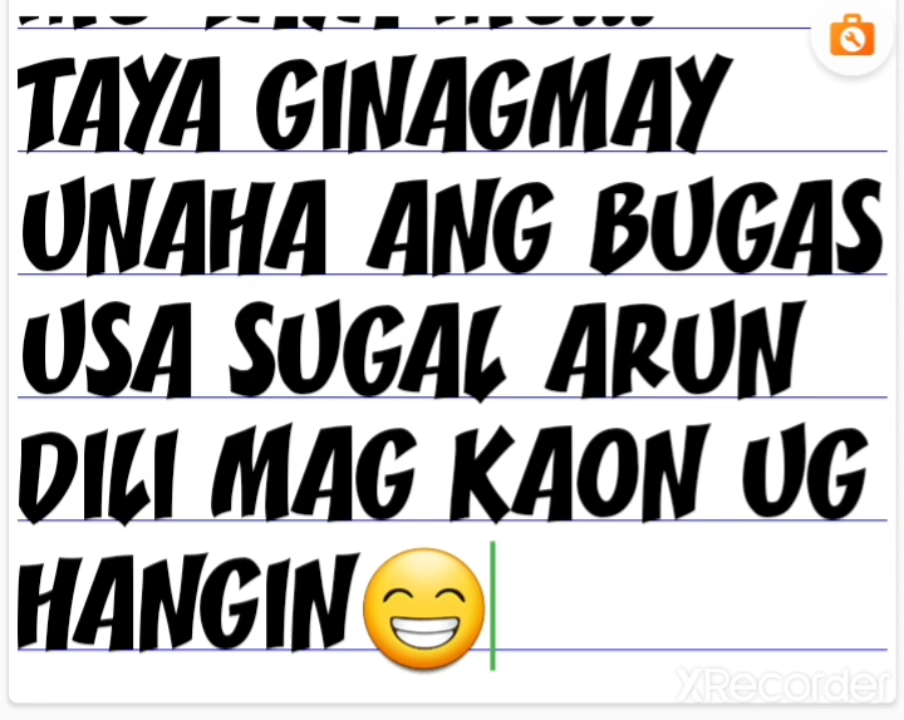 TAYA GINAGMAY
UNAHA ANG BUGAS
USA SUGAL ARUN
DILI MAG KAON UG
HANGIN😁
XRecorder